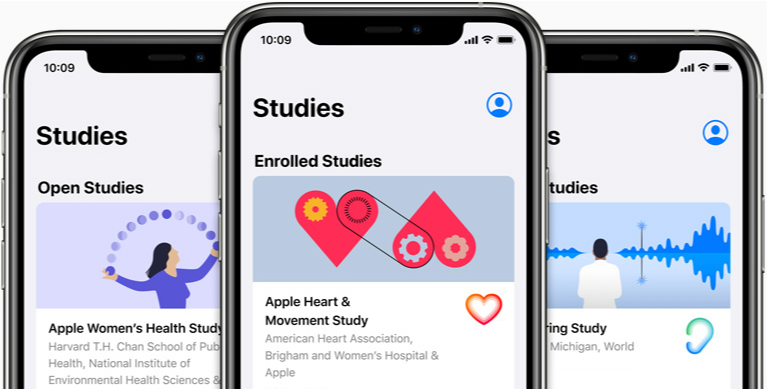 10:09
Studies
Open Studies
Apple Women's Health Study
Harvard T.H. Chan School of Pub
Health, National Institute of
Environmental Health Sciences &
10:09
Studies
Enrolled Studies
Apple Heart &
Movement Study
American Heart Association,
Brigham and Women's Hospital &
Apple
10:09
s
tudies
ring Study
Michigan, World